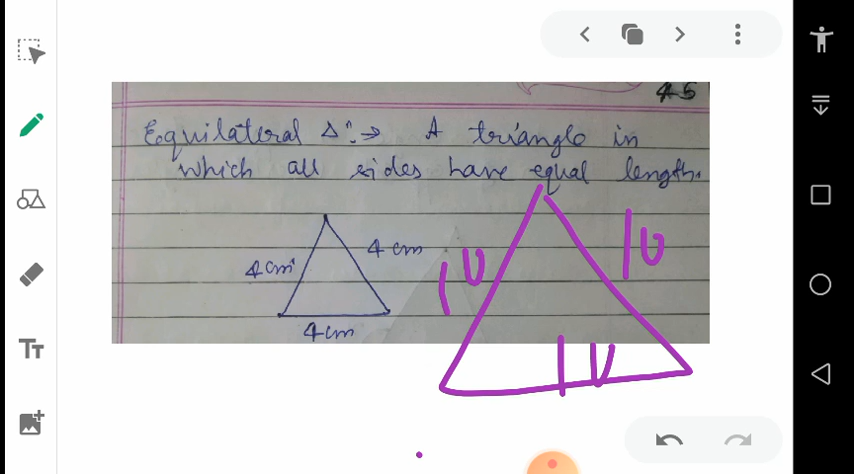 45
Equilateral Δ:→ A triangle in
which all sides have equal length.
4 cm
4 cm
4 cm
10
10
10
TT